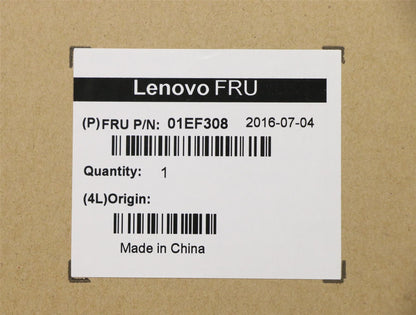 Lenovo FRU
(P)FRU P/N: 01EF308 2016-07-04
Quantity: 1
(4L)Origin:
Made in China